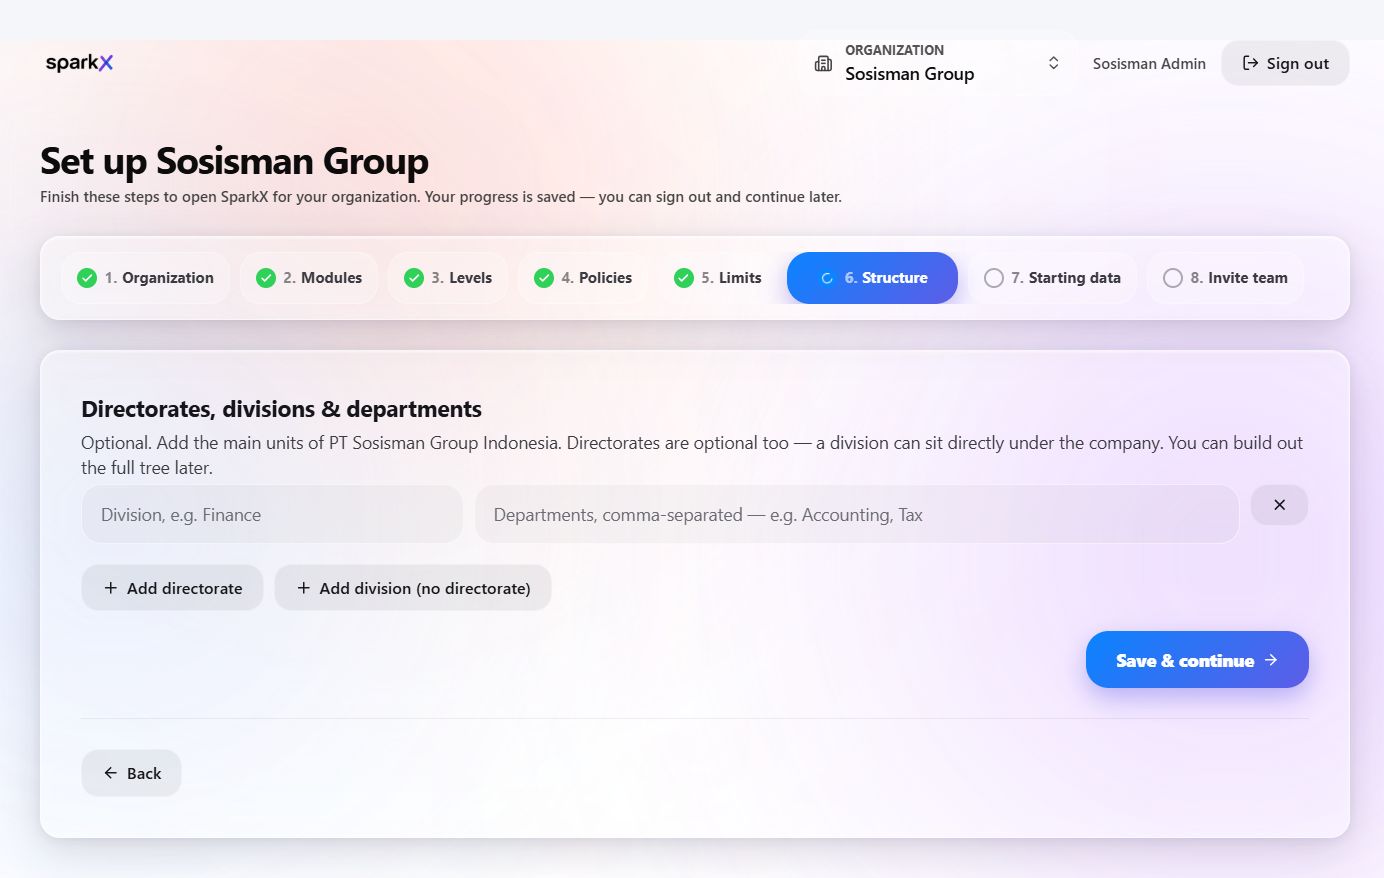 sparkX
ORGANIZATION
Sosisman Group
Sosisman Admin
Sign out
Set up Sosisman Group
Finish these steps to open SparkX for your organization. Your progress is saved — you can sign out and continue later.
1. Organization
2. Modules
3. Levels
4. Policies
5. Limits
6. Structure
7. Starting data
8. Invite team
Directorates, divisions & departments
Optional. Add the main units of PT Sosisman Group Indonesia. Directorates are optional too — a division can sit directly under the company. You can build out
the full tree later.
Division, e.g. Finance
Departments, comma-separated — e.g. Accounting, Tax
Add directorate
Add division (no directorate)
Save & continue
Back